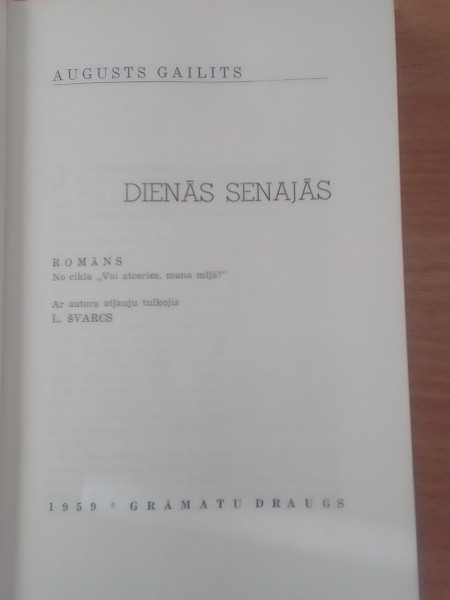 AUGUSTS GAILITS
DIENĀS SENAJĀS
ROMĀNS
No cikla „Vai atceries, mana mīļā?"
Ar autora atļauju tulkojis
L. ŠVARCS
1959 * GRĀMATU DRAUGS